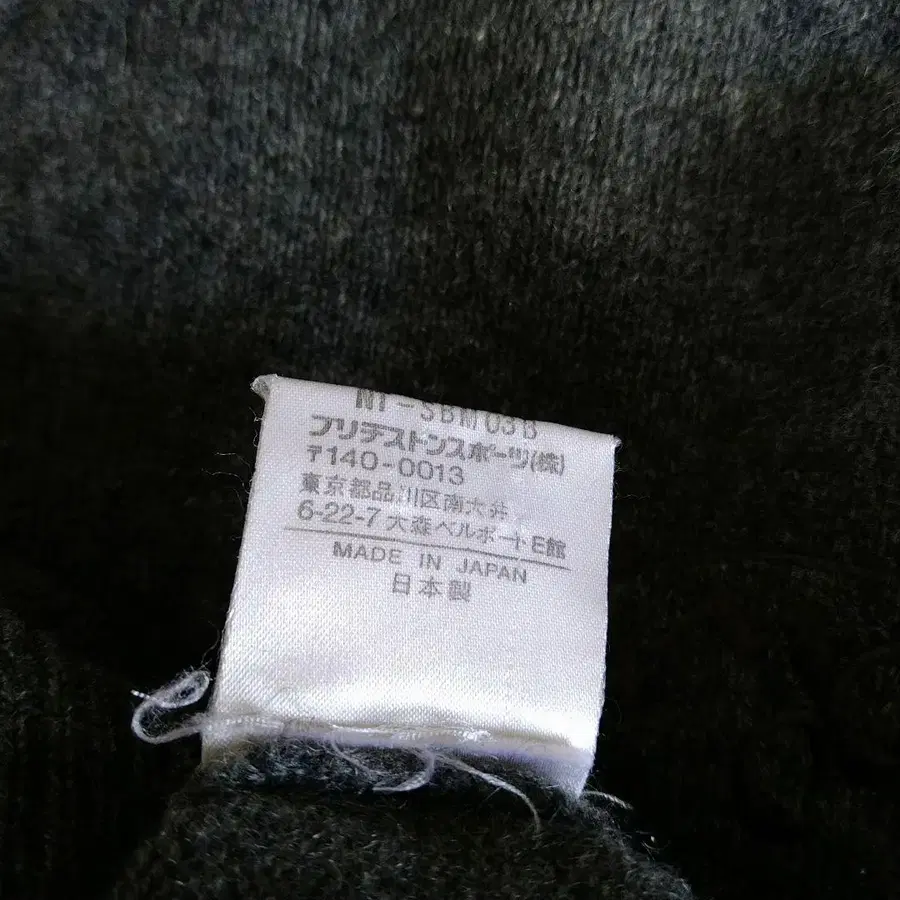 NT-SBM03B
ブリヂストンスポーツ(株)
〒140-0013
東京都品川区南大井
6-22-7 大森ベルポートE館
MADE IN JAPAN
日本製